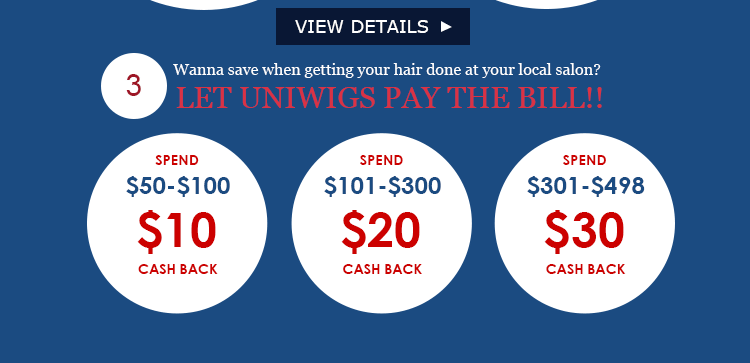 VIEW DETAILS ►
3
Wanna save when getting your hair done at your local salon?
LET UNIWIGS PAY THE BILL!!
SPEND
$50-$100
$10
CASH BACK
SPEND
$101-$300
$20
CASH BACK
SPEND
$301-$498
$30
CASH BACK